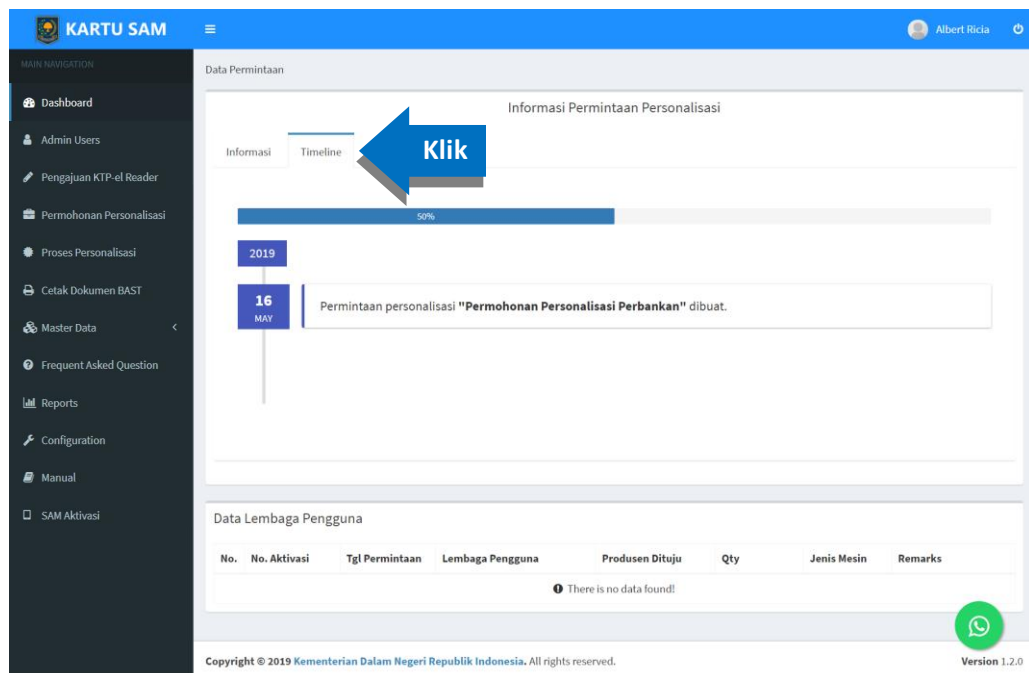 KARTU SAM
Albert Ricia
MAIN NAVIGATION
Dashboard
Admin Users
Pengajuan KTP-el Reader
Permohonan Personalisasi
Proses Personalisasi
Cetak Dokumen BAST
Master Data
Frequent Asked Question
Reports
Configuration
Manual
SAM Aktivasi
Data Permintaan
Informasi Permintaan Personalisasi
Informasi Timeline
Klik
50%
2019
16
MAY
Permintaan personalisasi "Permohonan Personalisasi Perbankan" dibuat.
Data Lembaga Pengguna
No. No. Aktivasi Tgl Permintaan Lembaga Pengguna Produsen Dituju Qty Jenis Mesin Remarks
There is no data found!
Copyright © 2019 Kementerian Dalam Negeri Republik Indonesia. All rights reserved. Version 1.2.0